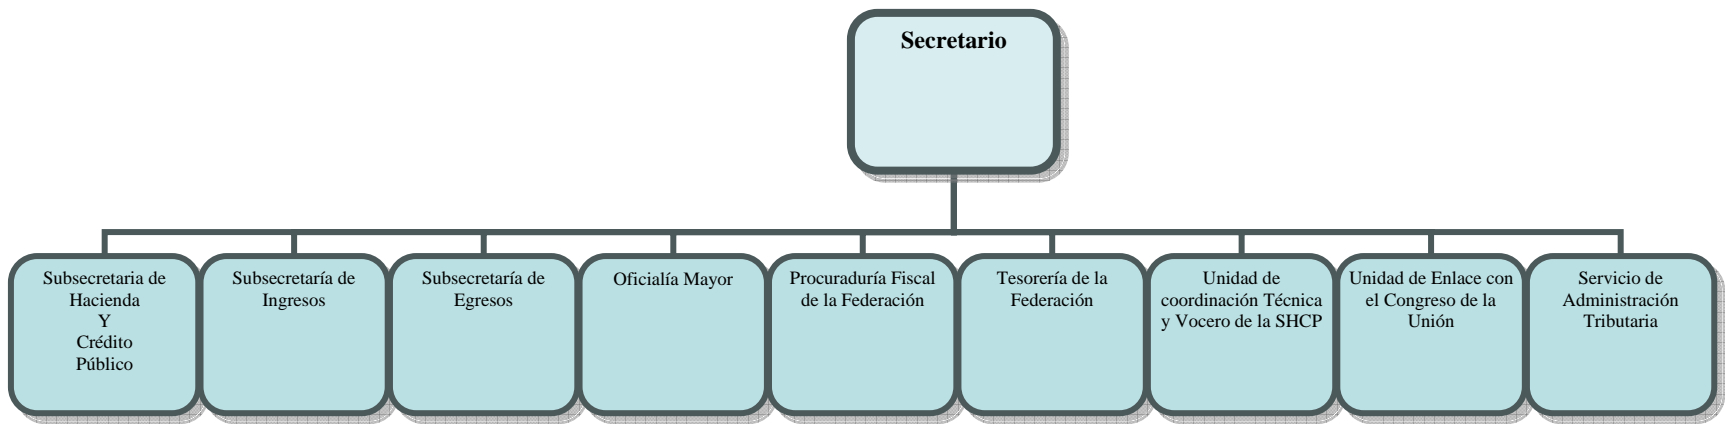 Secretario
Subsecretaria de
Hacienda
Y
Crédito
Público
Subsecretaría de
Ingresos
Subsecretaría de
Egresos
Oficialía Mayor
Procuraduría Fiscal
de la Federación
Tesorería de la
Federación
Unidad de
coordinación Técnica
y Vocero de la SHCP
Unidad de Enlace con
el Congreso de la
Unión
Servicio de
Administración
Tributaria